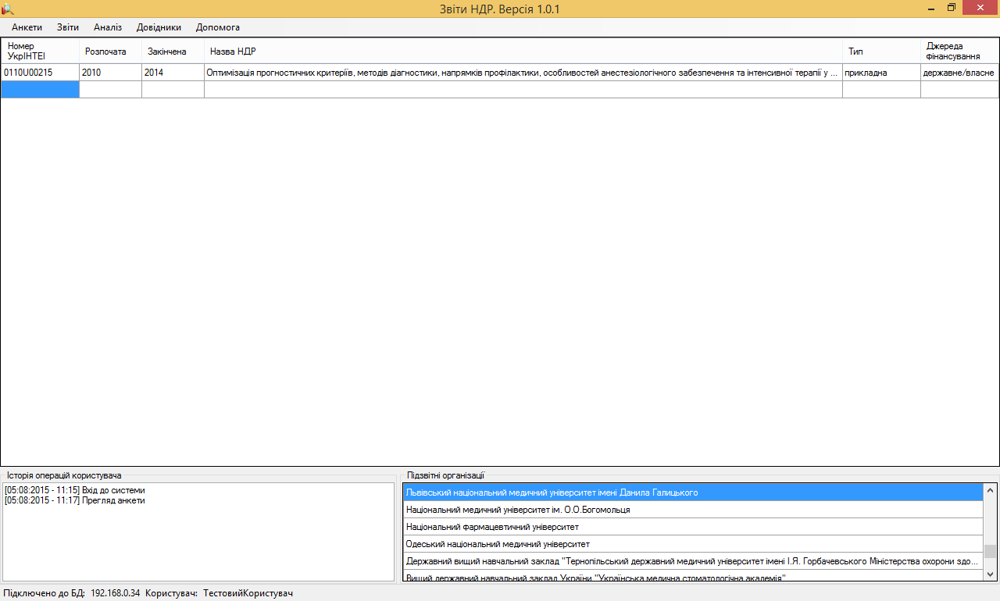 Звіти НДР. Версія 1.0.1
Анкети Звіти Аналіз Довідники Допомога
Номер УкрІНТЕІ Розпочата Закінчена Назва НДР Тип Джереда фінансування
0110U00215 2010 2014 Оптимізація прогностичних критеріїв, методів діагностики, напрямків профілактики, особливостей анестезіологічного забезпечення та інтенсивної терапії у ... прикладна державне/власне
Історія операцій користувача
[05:08:2015 - 11:15] Вхід до системи
[05:08:2015 - 11:17] Прегляд анкети
Підзвітні організації
Львівський національний медичний університет імені Данила Галицького
Національний медичний університет ім. О.О.Богомольця
Національний фармацевтичний університет
Одеський національний медичний університет
Державний вищий навчальний заклад "Тернопільський державний медичний університет імені І.Я. Горбачевського Міністерства охорони здо...
Вищий державний навчальний заклад України "Українська медична стоматологічна академія"
Підключено до БД: 192.168.0.34 Користувач: ТестовийКористувач